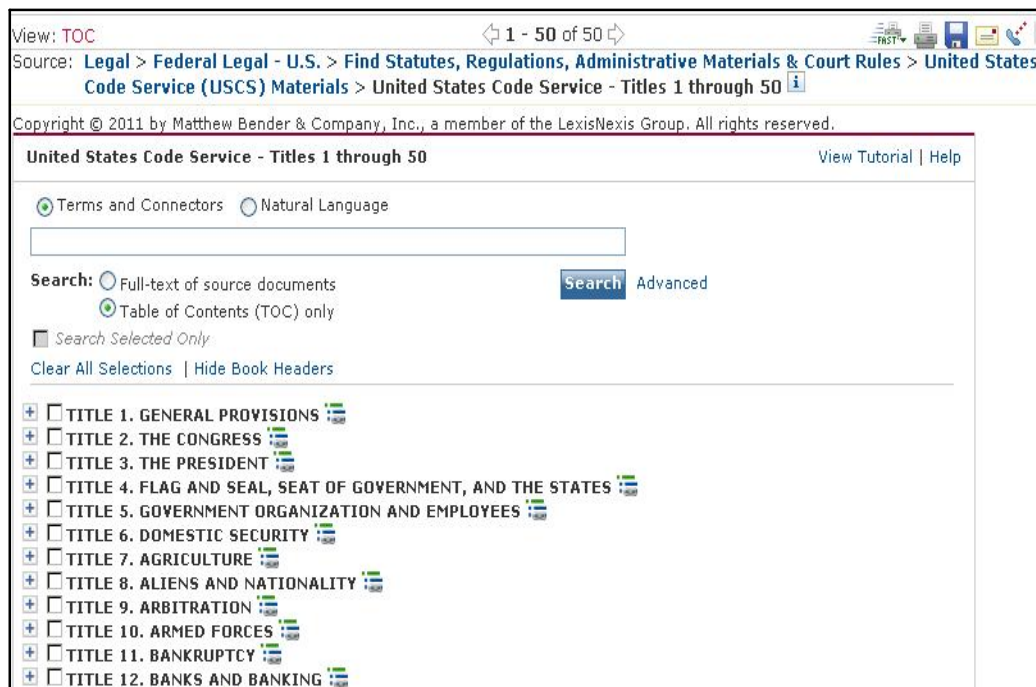 View: TOC 1 - 50 of 50 FAST
Source: Legal > Federal Legal - U.S. > Find Statutes, Regulations, Administrative Materials & Court Rules > United States
Code Service (USCS) Materials > United States Code Service - Titles 1 through 50 i
Copyright © 2011 by Matthew Bender & Company, Inc., a member of the LexisNexis Group. All rights reserved.
United States Code Service - Titles 1 through 50 View Tutorial | Help
Terms and Connectors Natural Language
Search: Full-text of source documents Search Advanced
Table of Contents (TOC) only
Search Selected Only
Clear All Selections | Hide Book Headers
TITLE 1. GENERAL PROVISIONS
TITLE 2. THE CONGRESS
TITLE 3. THE PRESIDENT
TITLE 4. FLAG AND SEAL, SEAT OF GOVERNMENT, AND THE STATES
TITLE 5. GOVERNMENT ORGANIZATION AND EMPLOYEES
TITLE 6. DOMESTIC SECURITY
TITLE 7. AGRICULTURE
TITLE 8. ALIENS AND NATIONALITY
TITLE 9. ARBITRATION
TITLE 10. ARMED FORCES
TITLE 11. BANKRUPTCY
TITLE 12. BANKS AND BANKING